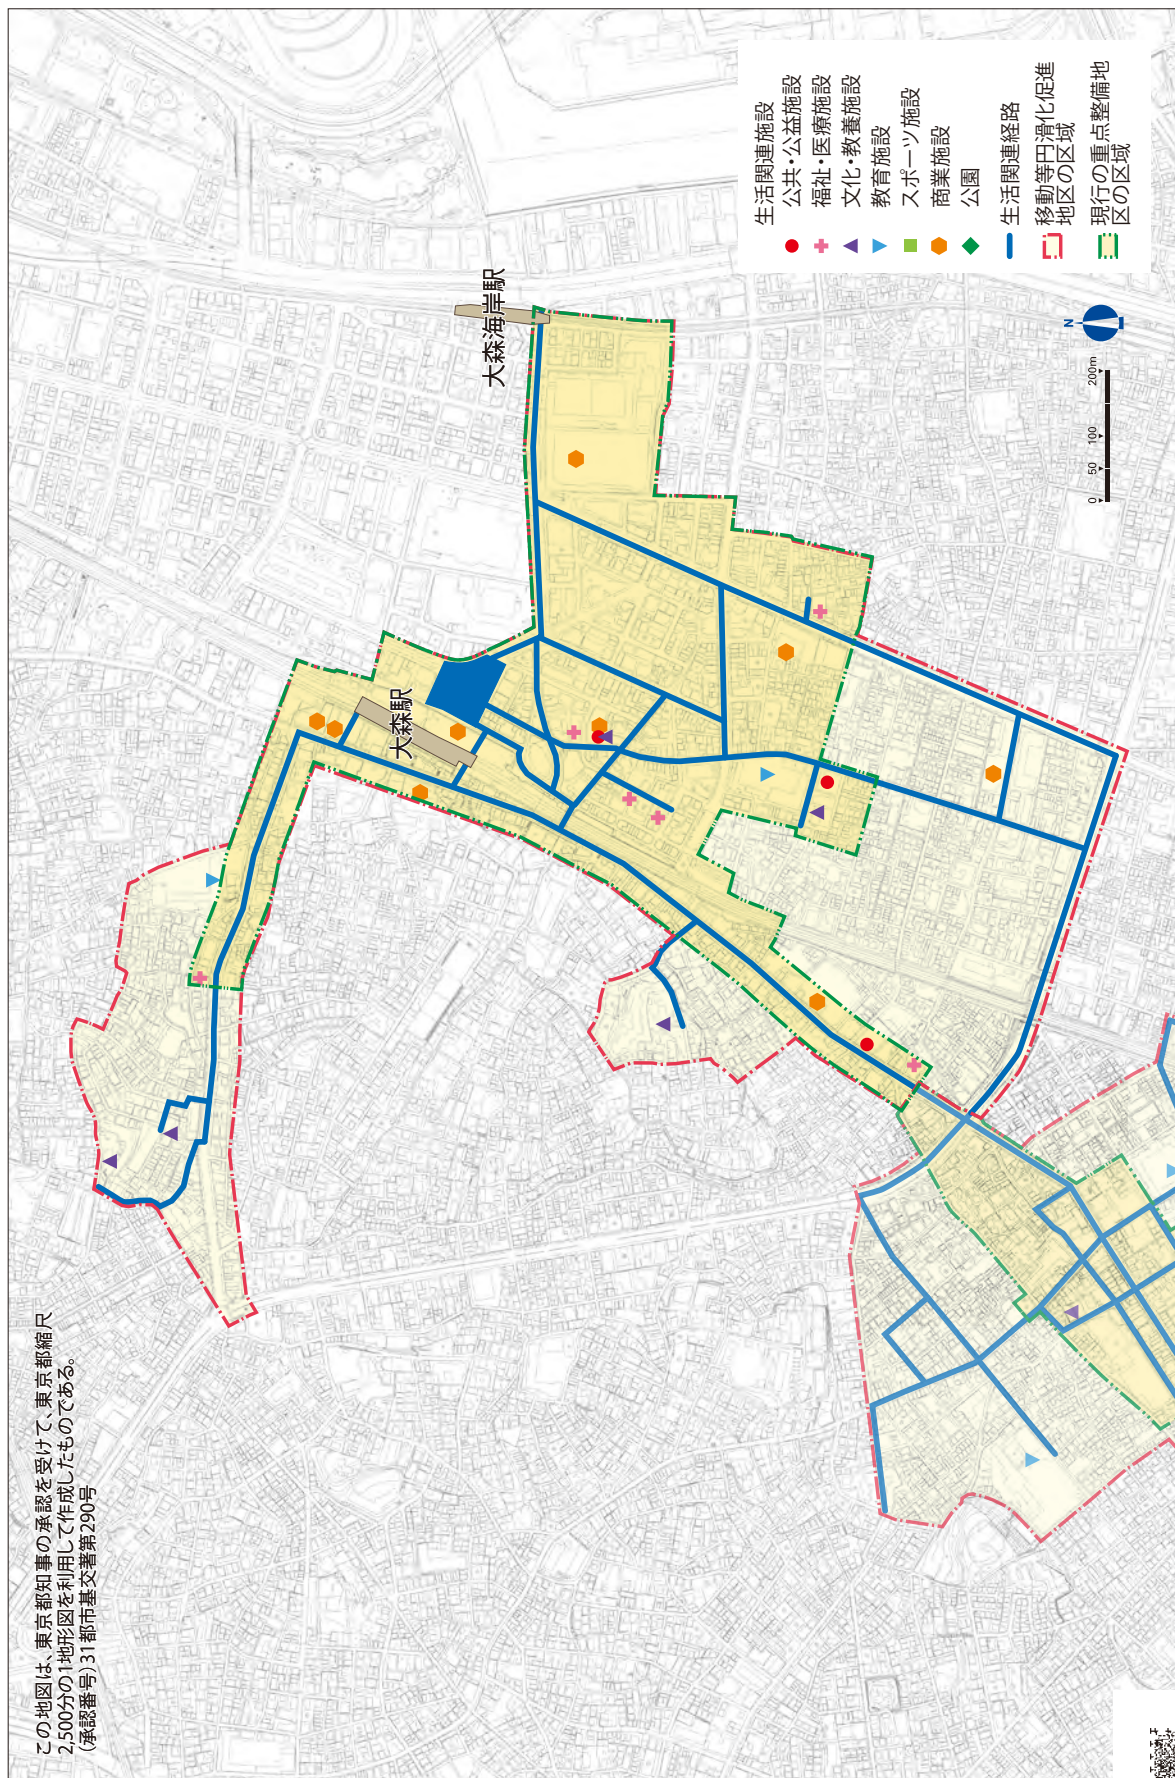 この地図は、東京都知事の承認を受けて、東京都縮尺
2,500分の1地形図を利用して作成したものである。
(承認番号)31都市基交著第290号
大森駅
大森海岸駅
生活関連施設
公共・公益施設
福祉・医療施設
文化・教養施設
教育施設
スポーツ施設
商業施設
公園
生活関連経路
移動等円滑化促進
地区の区域
現行の重点整備地
区の区域
N
0 50 100 200m